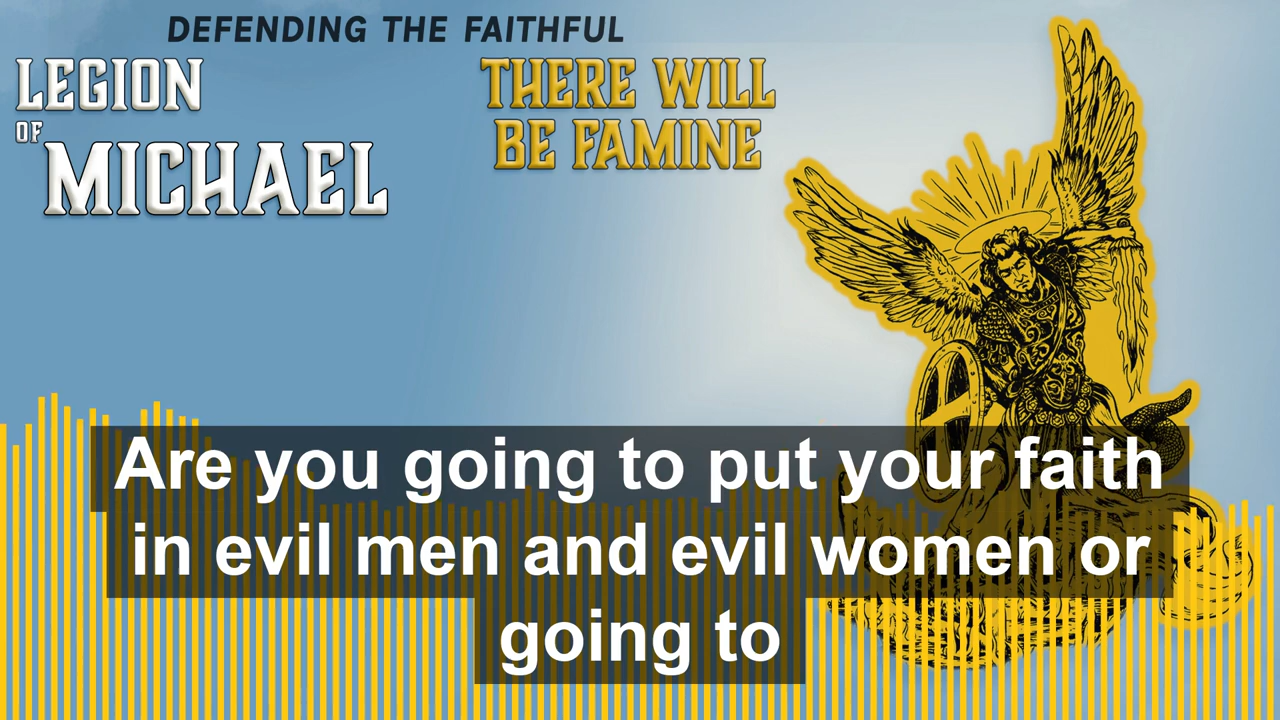 DEFENDING THE FAITHFUL
LEGION
OF
MICHAEL
THERE WILL
BE FAMINE
Are you going to put your faith
in evil men and evil women or
going to